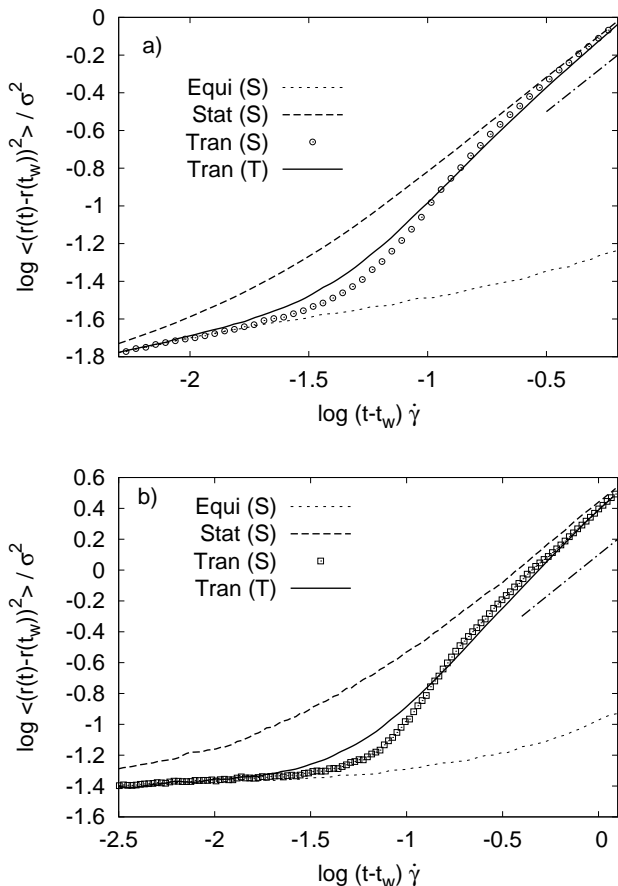 a)
Equi (S)
Stat (S)
Tran (S)
Tran (T)
log <(r(t)-r(t_w))^2> / σ^2
0
-0.2
-0.4
-0.6
-0.8
-1
-1.2
-1.4
-1.6
-1.8
-2 -1.5 -1 -0.5
log (t-t_w) γ̇
b)
Equi (S)
Stat (S)
Tran (S)
Tran (T)
log <(r(t)-r(t_w))^2> / σ^2
0.6
0.4
0.2
0
-0.2
-0.4
-0.6
-0.8
-1
-1.2
-1.4
-1.6
-2.5 -2 -1.5 -1 -0.5 0
log (t-t_w) γ̇